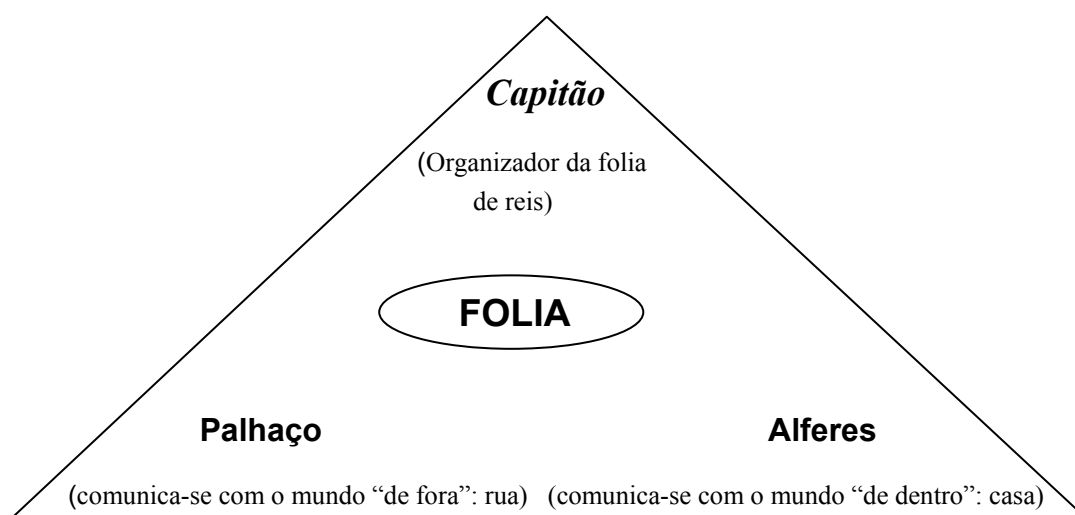 Capitão
(Organizador da folia
de reis)
FOLIA
Palhaço
Alferes
(comunica-se com o mundo “de fora”: rua)
(comunica-se com o mundo “de dentro”: casa)